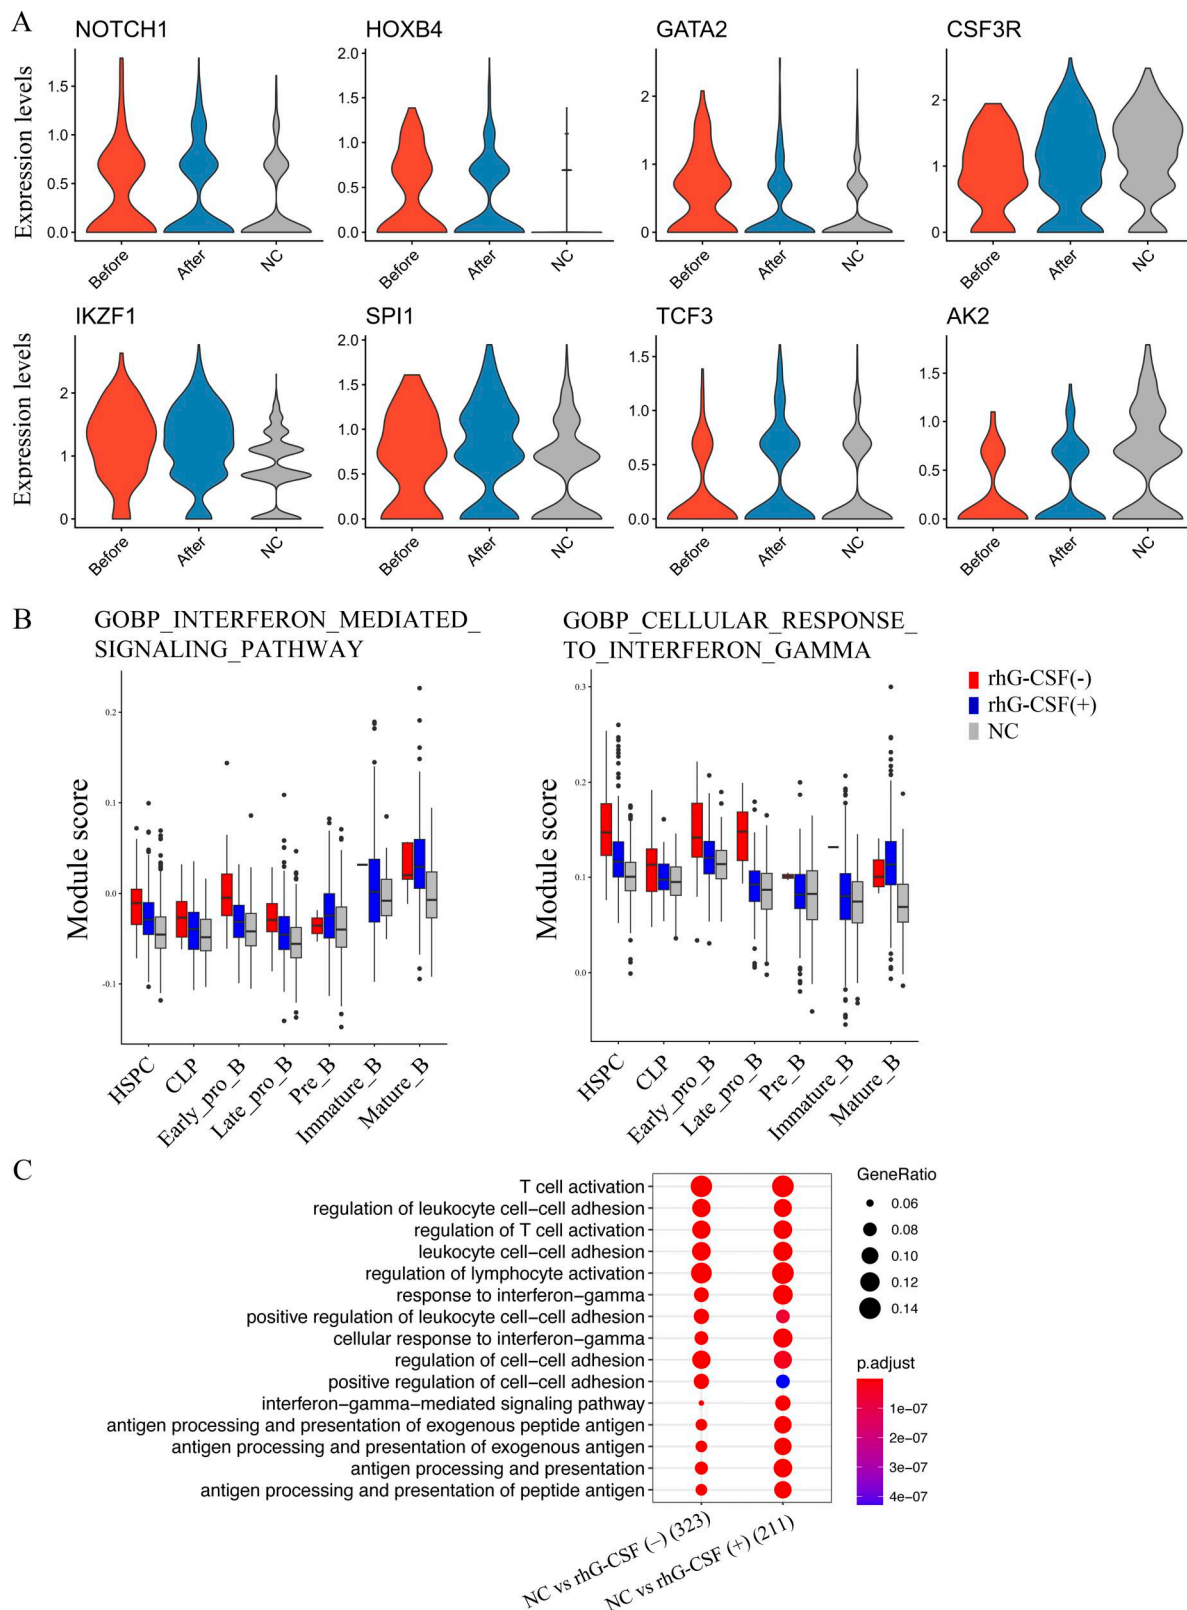 A
NOTCH1
HOXB4
GATA2
CSF3R
Expression levels
1.5
1.0
0.5
0.0
2.0
1.5
1.0
0.5
0.0
2
1
0
2
1
0
Before
After
NC
Before
After
NC
Before
After
NC
Before
After
NC
IKZF1
SPI1
TCF3
AK2
Expression levels
2
1
0
2.0
1.5
1.0
0.5
0.0
1.5
1.0
0.5
0.0
1.5
1.0
0.5
0.0
Before
After
NC
Before
After
NC
Before
After
NC
Before
After
NC
B
GOBP_INTERFERON_MEDIATED_
SIGNALING_PATHWAY
Module score
0.2
0.1
0.0
-0.1
HSPC
CLP
Early_pro_B
Late_pro_B
Pre_B
Immature_B
Mature_B
GOBP_CELLULAR_RESPONSE_
TO_INTERFERON_GAMMA
Module score
0.3
0.2
0.1
0.0
HSPC
CLP
Early_pro_B
Late_pro_B
Pre_B
Immature_B
Mature_B
rhG-CSF(-)
rhG-CSF(+)
NC
C
T cell activation
regulation of leukocyte cell−cell adhesion
regulation of T cell activation
leukocyte cell−cell adhesion
regulation of lymphocyte activation
response to interferon−gamma
positive regulation of leukocyte cell−cell adhesion
cellular response to interferon−gamma
regulation of cell−cell adhesion
positive regulation of cell−cell adhesion
interferon−gamma−mediated signaling pathway
antigen processing and presentation of exogenous peptide antigen
antigen processing and presentation of exogenous antigen
antigen processing and presentation
antigen processing and presentation of peptide antigen
NC vs rhG-CSF (−) (323)
NC vs rhG-CSF (+) (211)
GeneRatio
0.06
0.08
0.10
0.12
0.14
p.adjust
1e−07
2e−07
3e−07
4e−07